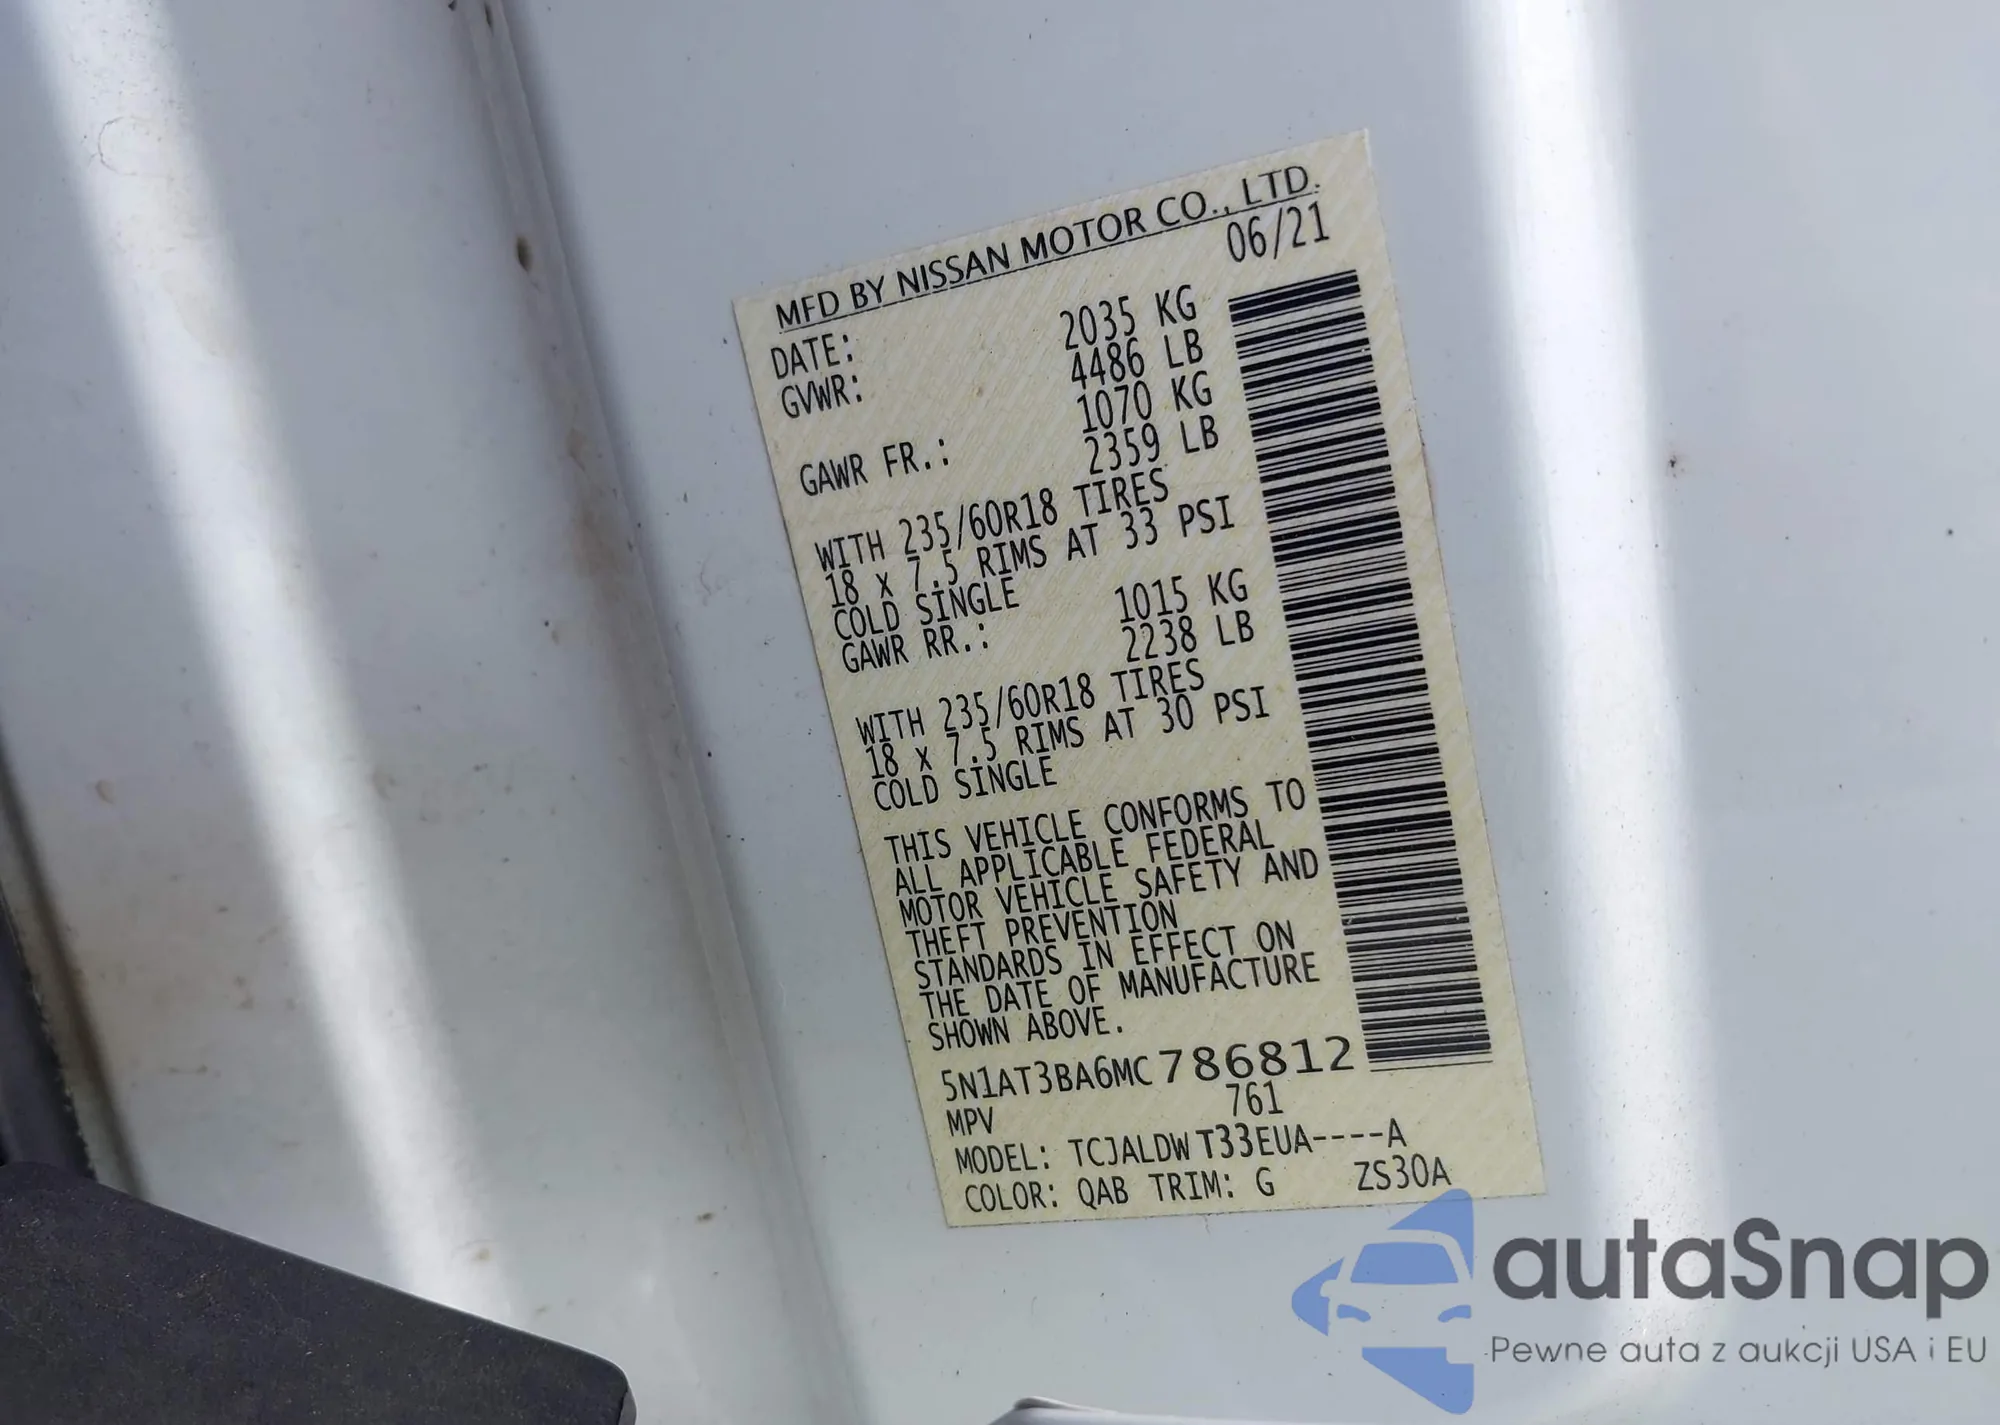 MFD BY NISSAN MOTOR CO., LTD.
DATE: 06/21
GVWR: 2035 KG
4486 LB
GAWR FR.: 1070 KG
2359 LB
WITH 235/60R18 TIRES
18 x 7.5 RIMS AT 33 PSI
COLD SINGLE
GAWR RR.: 1015 KG
2238 LB
WITH 235/60R18 TIRES
18 x 7.5 RIMS AT 30 PSI
COLD SINGLE
THIS VEHICLE CONFORMS TO
ALL APPLICABLE FEDERAL
MOTOR VEHICLE SAFETY AND
THEFT PREVENTION
STANDARDS IN EFFECT ON
THE DATE OF MANUFACTURE
SHOWN ABOVE.
5N1AT3BA6MC786812
MPV 761
MODEL: TCJALDW T33EUA----A
COLOR: QAB TRIM: G ZS30A
autaSnap
Pewne auta z aukcji USA i EU